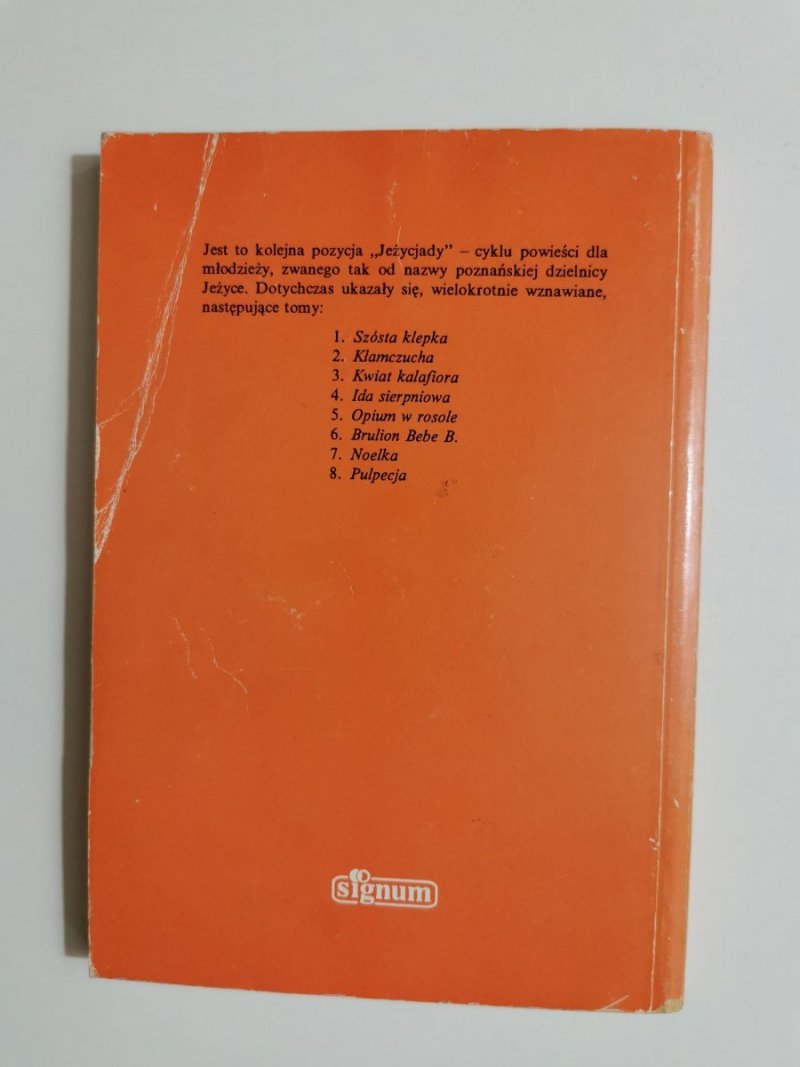 Jest to kolejna pozycja „Jeżycjady” – cyklu powieści dla
młodzieży, zwanego tak od nazwy poznańskiej dzielnicy
Jeżyce. Dotychczas ukazały się, wielokrotnie wznawiane,
następujące tomy:
1. Szósta klepka
2. Kłamczucha
3. Kwiat kalafiora
4. Ida sierpniowa
5. Opium w rosole
6. Brulion Bebe B.
7. Noelka
8. Pulpecja
signum